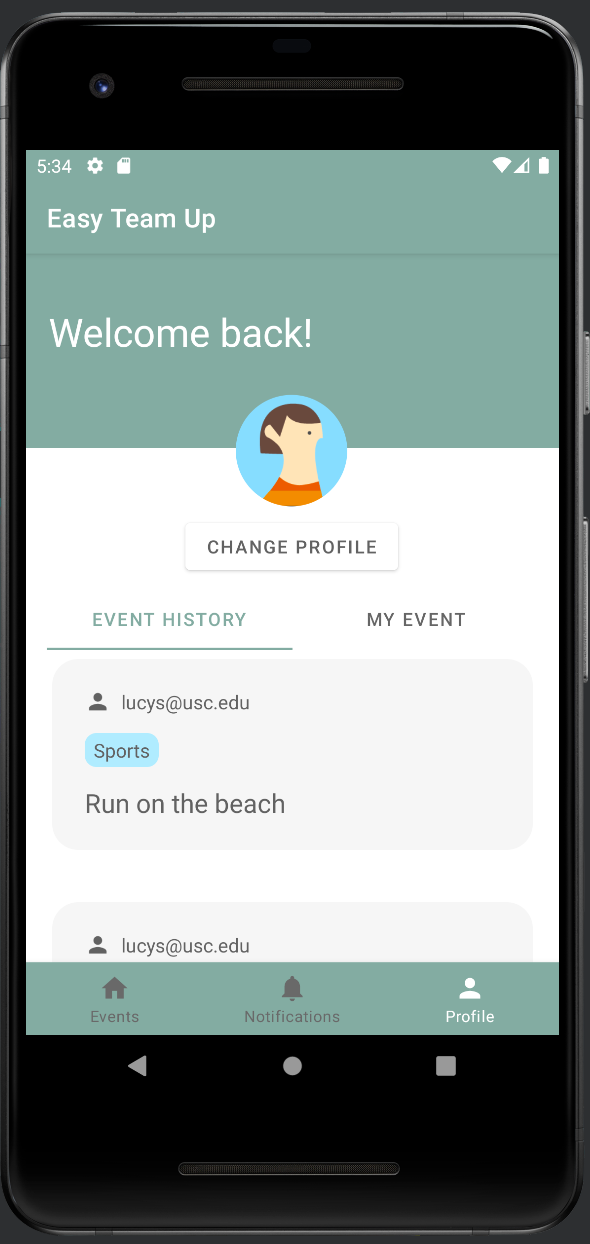 5:34
Easy Team Up
Welcome back!
CHANGE PROFILE
EVENT HISTORY MY EVENT
lucys@usc.edu
Sports
Run on the beach
lucys@usc.edu
Events Notifications Profile